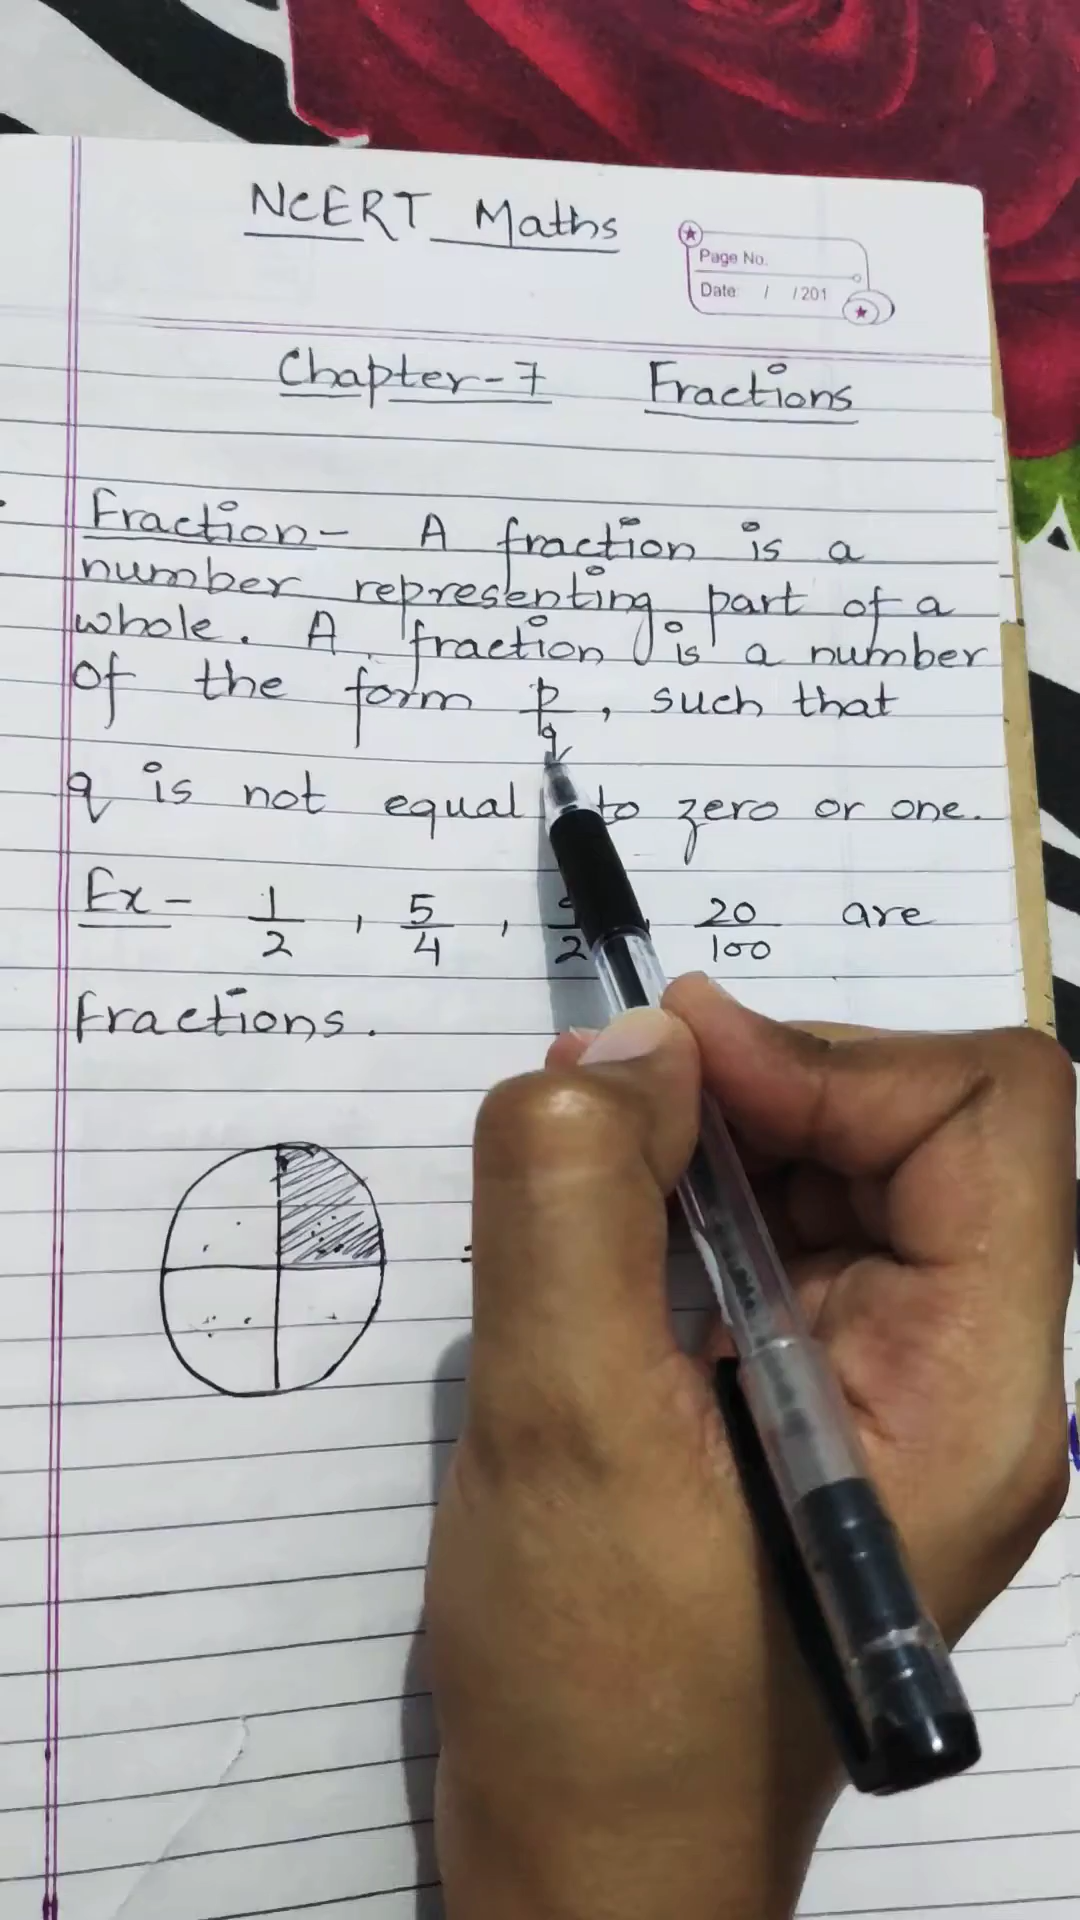 NCERT Maths
Page No.
Date / /201
Chapter-7 Fractions
Fraction - A fraction is a
number representing part of a
whole. A fraction is a number
of the form p/q, such that
q is not equal to zero or one.
Ex - 1/2, 5/4, /2, 20/100 are
fractions.
=